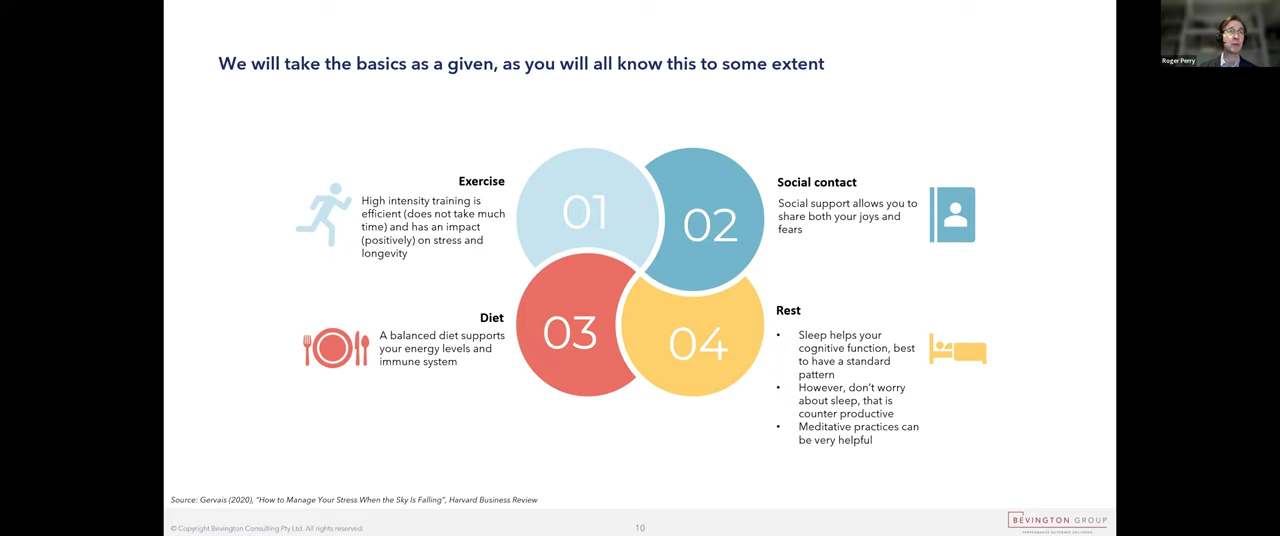 We will take the basics as a given, as you will all know this to some extent
Roger Perry
Exercise
High intensity training is
efficient (does not take much
time) and has an impact
(positively) on stress and
longevity
01
02
Social contact
Social support allows you to
share both your joys and
fears
Diet
A balanced diet supports
your energy levels and
immune system
03
04
Rest
• Sleep helps your
cognitive function, best
to have a standard
pattern
• However, don't worry
about sleep, that is
counter productive
• Meditative practices can
be very helpful
Source: Gervais (2020), "How to Manage Your Stress When the Sky Is Falling", Harvard Business Review
© Copyright Bevington Consulting Pty Ltd. All rights reserved.
10
BEVINGTON GROUP